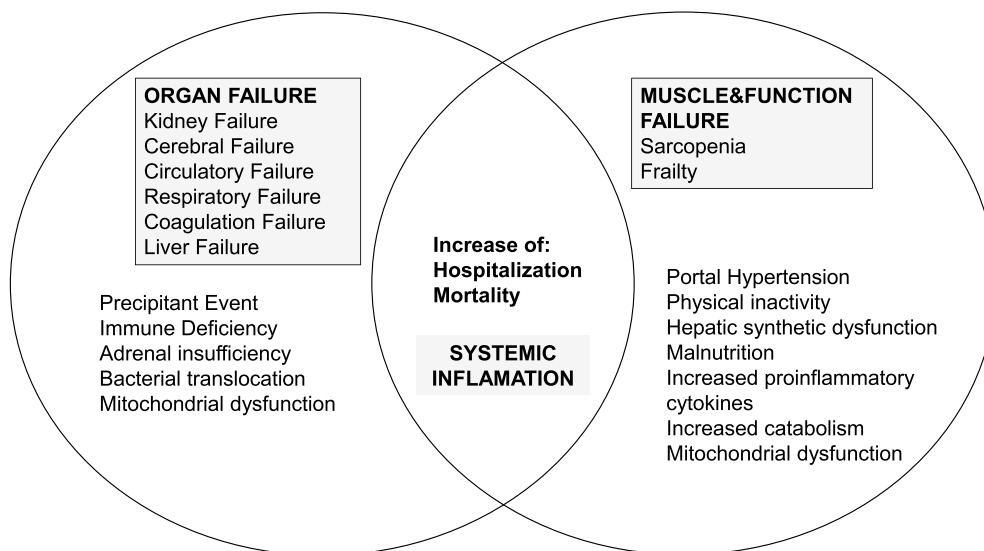 ORGAN FAILURE
Kidney Failure
Cerebral Failure
Circulatory Failure
Respiratory Failure
Coagulation Failure
Liver Failure
Precipitant Event
Immune Deficiency
Adrenal insufficiency
Bacterial translocation
Mitochondrial dysfunction
Increase of:
Hospitalization
Mortality
SYSTEMIC
INFLAMATION
MUSCLE&FUNCTION
FAILURE
Sarcopenia
Frailty
Portal Hypertension
Physical inactivity
Hepatic synthetic dysfunction
Malnutrition
Increased proinflammatory
cytokines
Increased catabolism
Mitochondrial dysfunction